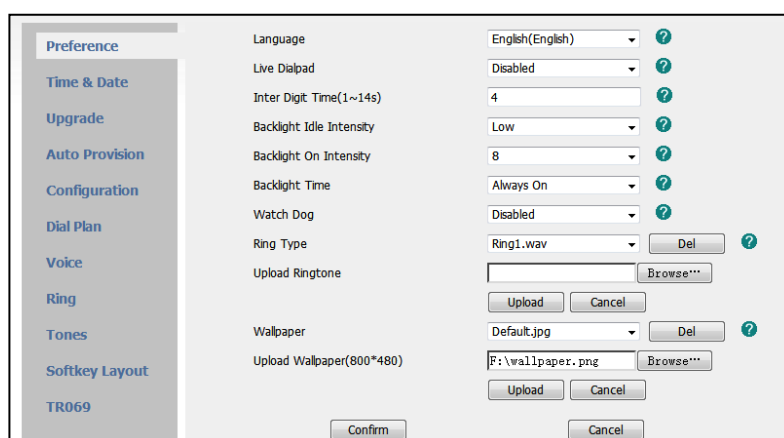 Preference
Time & Date
Upgrade
Auto Provision
Configuration
Dial Plan
Voice
Ring
Tones
Softkey Layout
TR069
Language English(English) ?
Live Dialpad Disabled ?
Inter Digit Time(1~14s) 4 ?
Backlight Idle Intensity Low ?
Backlight On Intensity 8 ?
Backlight Time Always On ?
Watch Dog Disabled ?
Ring Type Ring1.wav Del ?
Upload Ringtone Browse···
Upload Cancel
Wallpaper Default.jpg Del ?
Upload Wallpaper(800*480) F:\wallpaper.png Browse···
Upload Cancel
Confirm Cancel